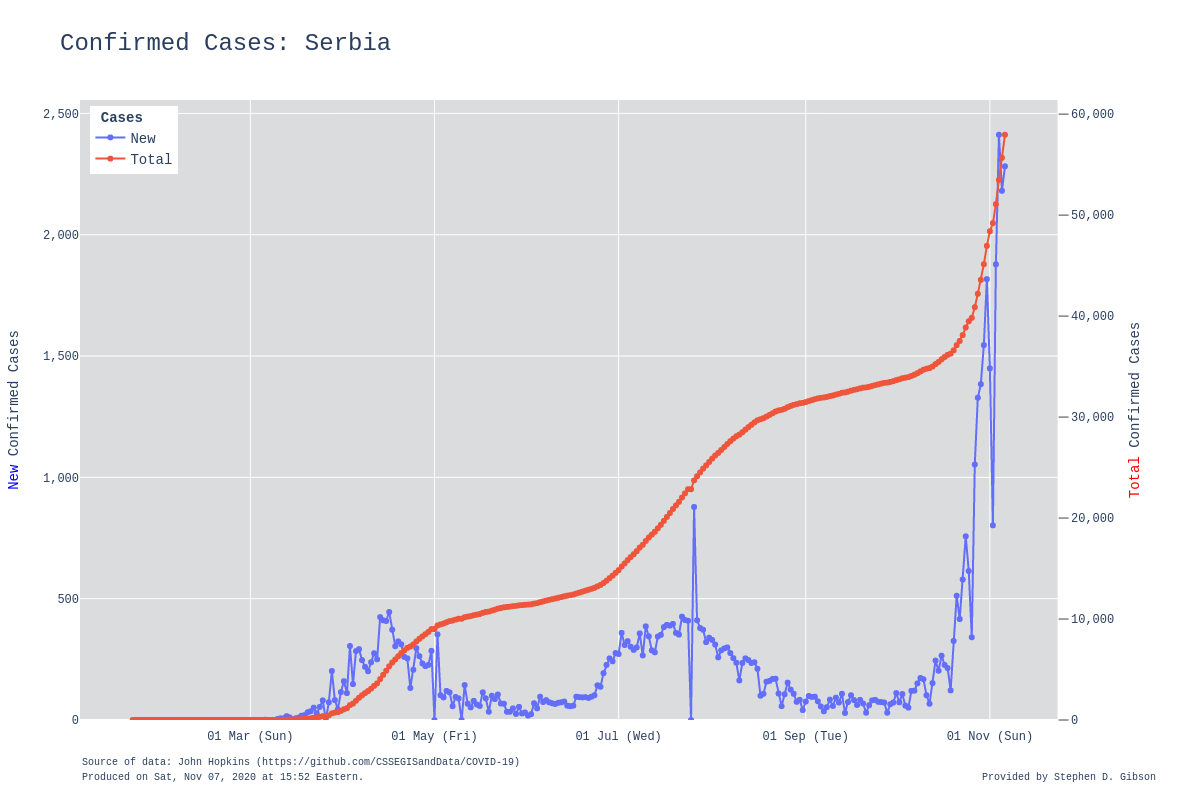 Confirmed Cases: Serbia
Cases
New
Total
2,500
2,000
1,500
1,000
500
0
New Confirmed Cases
60,000
50,000
40,000
30,000
20,000
10,000
0
Total Confirmed Cases
01 Mar (Sun)
01 May (Fri)
01 Jul (Wed)
01 Sep (Tue)
01 Nov (Sun)
Source of data: John Hopkins (https://github.com/CSSEGISandData/COVID-19)
Produced on Sat, Nov 07, 2020 at 15:52 Eastern.
Provided by Stephen D. Gibson